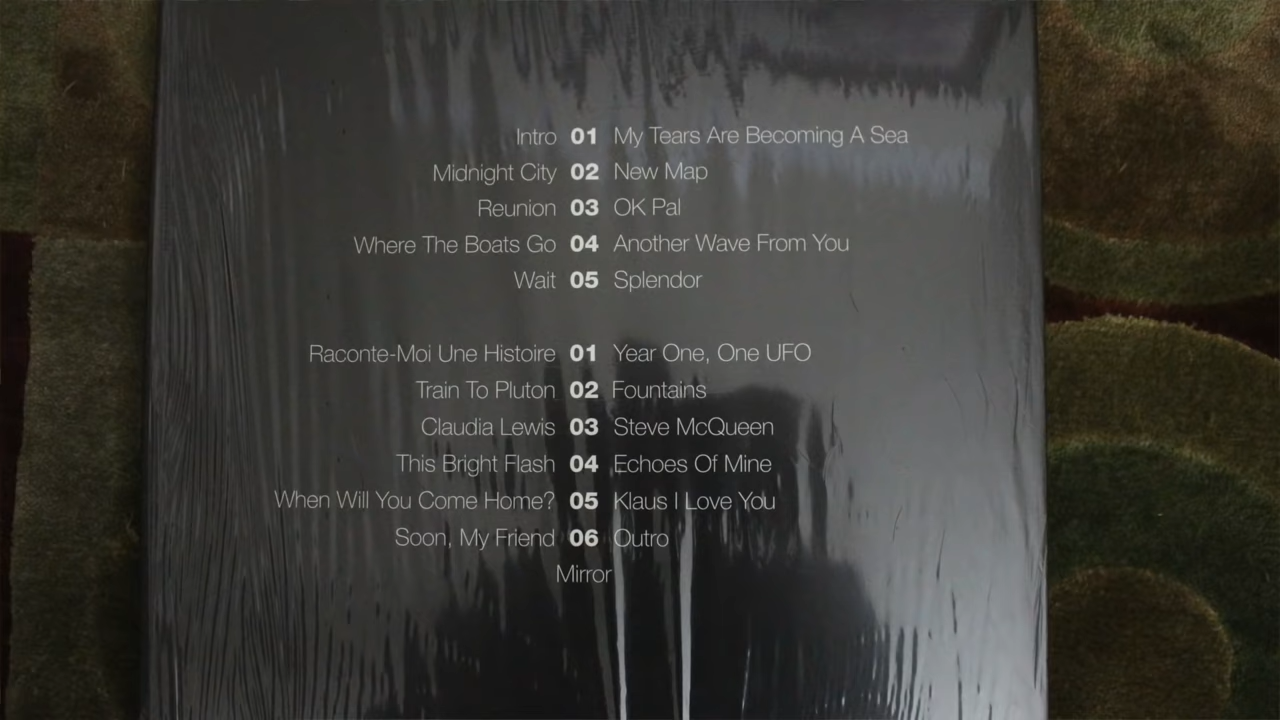 Intro 01 My Tears Are Becoming A Sea
Midnight City 02 New Map
Reunion 03 OK Pal
Where The Boats Go 04 Another Wave From You
Wait 05 Splendor
Raconte-Moi Une Histoire 01 Year One, One UFO
Train To Pluton 02 Fountains
Claudia Lewis 03 Steve McQueen
This Bright Flash 04 Echoes Of Mine
When Will You Come Home? 05 Klaus I Love You
Soon, My Friend 06 Outro
Mirror